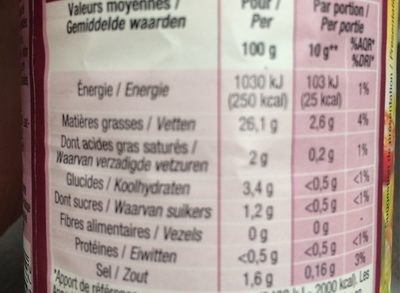 Valeurs moyennes / Pour / Par portion /
Gemiddelde waarden Per Per portie
100 g 10 g** %AQR*
%DRI*
Énergie / Energie 1030 kJ 103 kJ 1%
(250 kcal) (25 kcal)
Matières grasses / Vetten 26,1 g 2,6 g 4%
Dont acides gras saturés /
Waarvan verzadigde vetzuren 2 g 0,2 g 1%
Glucides / Koolhydraten 3,4 g <0,5 g <1%
Dont sucres / Waarvan suikers 1,2 g <0,5 g <1%
Fibres alimentaires / Vezels 0 g 0 g
Protéines / Eiwitten <0,5 g <0,5 g <1%
Sel / Zout 1,6 g 0,16 g 3%
*Apport de référence kJ - 2000 kcal). Les